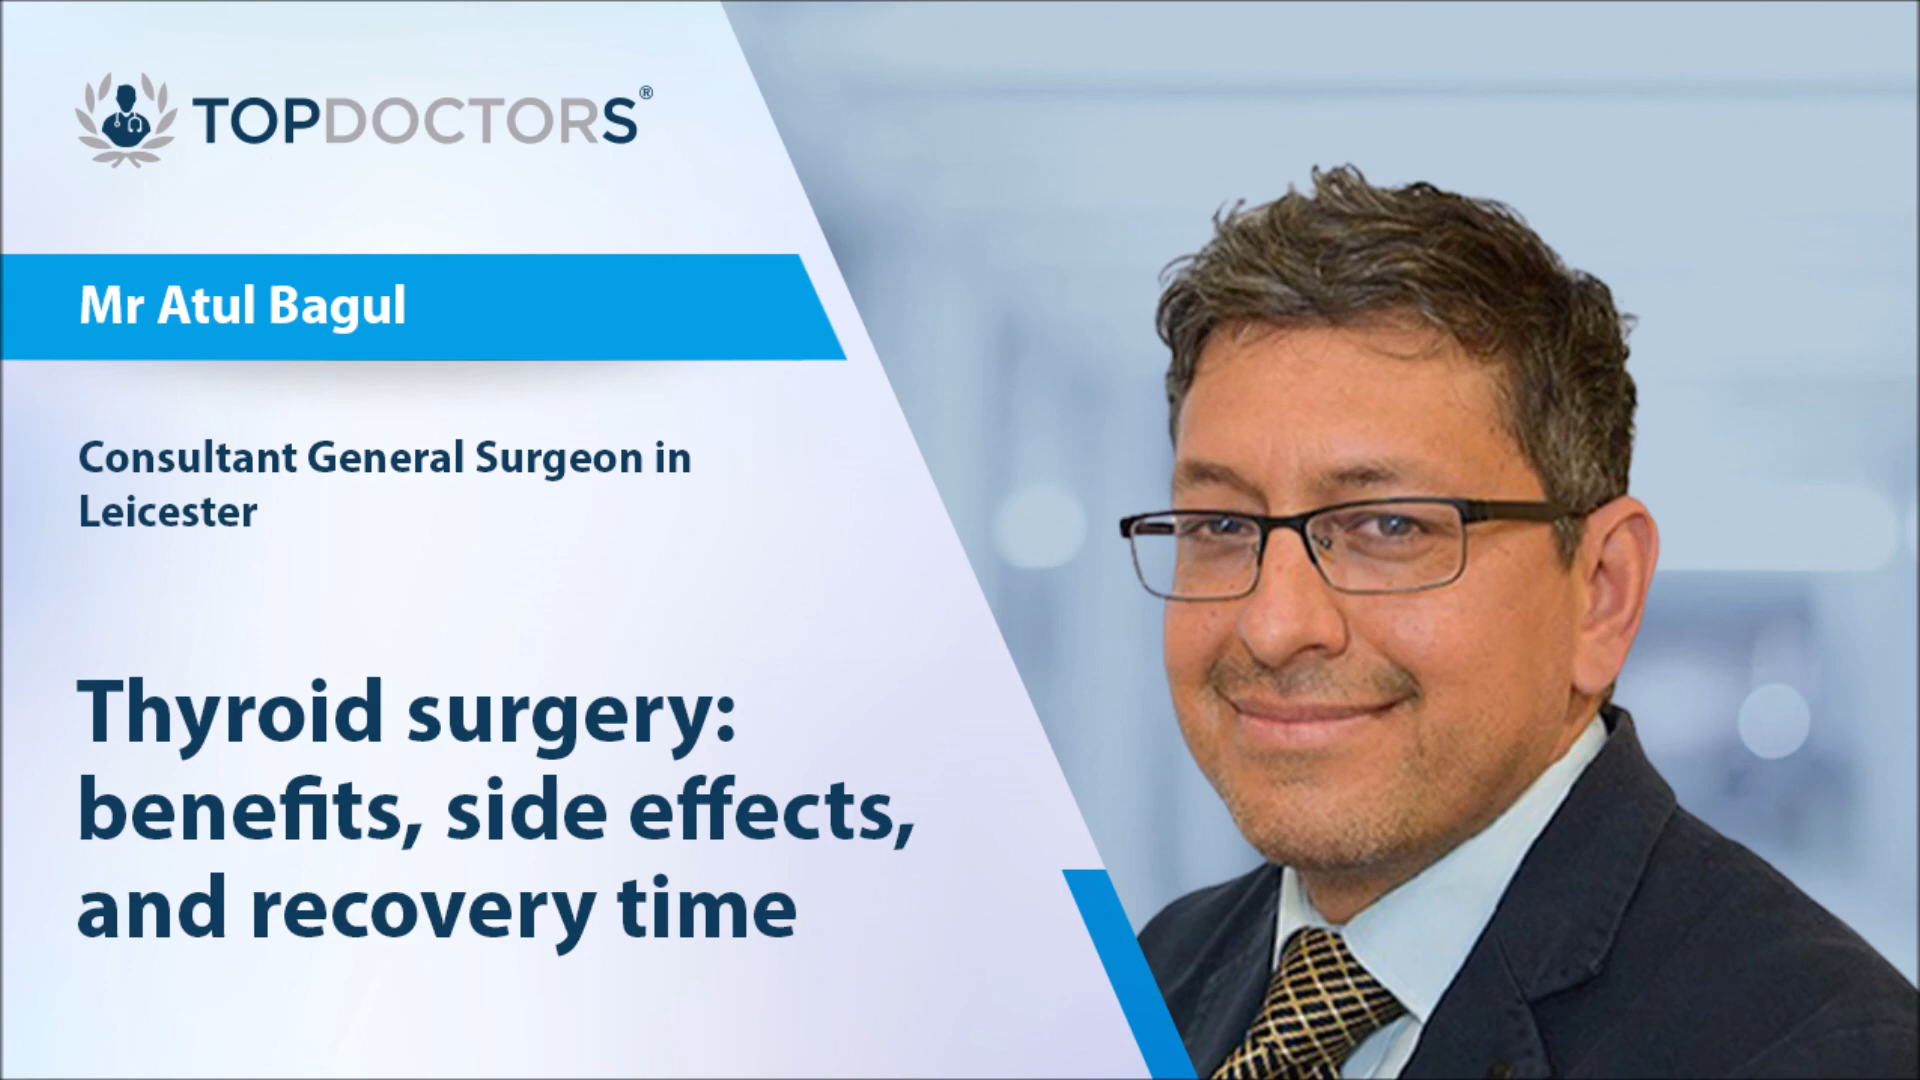 TOPDOCTORS®
Mr Atul Bagul
Consultant General Surgeon in
Leicester
Thyroid surgery:
benefits, side effects,
and recovery time